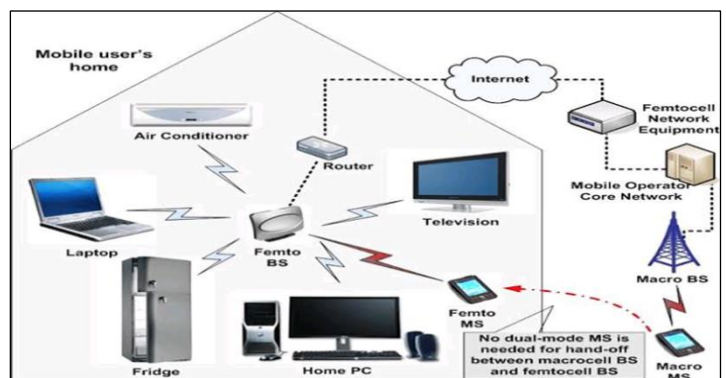 Mobile user's
home
Internet
Air Conditioner
Router
Femtocell
Network
Equipment
Mobile Operator
Core Network
Laptop
Femto
BS
Television
Macro BS
Fridge
Home PC
Femto
MS
No dual-mode MS is
needed for hand-off
between macrocell BS
and femtocell BS
Macro
MS